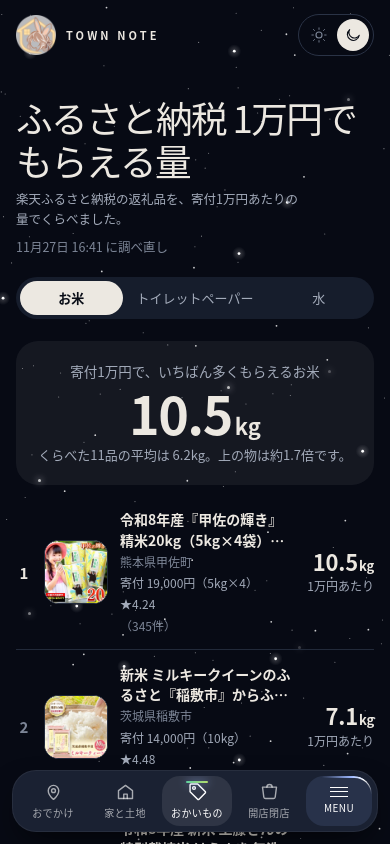 TOWN NOTE
ふるさと納税 1万円で
もらえる量
楽天ふるさと納税の返礼品を、寄付1万円あたりの
量でくらべました。
11月27日 16:41 に調べ直し
お米
トイレットペーパー
水
寄付1万円で、いちばん多くもらえるお米
10.5kg
くらべた11品の平均は 6.2kg。上の物は約1.7倍です。
1
令和8年産『甲佐の輝き』
精米20kg（5kg×4袋）…
熊本県甲佐町
寄付 19,000円（5kg×4）
★4.24
（345件）
10.5kg
1万円あたり
2
新米 ミルキークイーンのふ
るさと『稲敷市』からふ…
茨城県稲敷市
寄付 14,000円（10kg）
★4.48
7.1kg
1万円あたり
おでかけ
家と土地
おかいもの
開店閉店
MENU